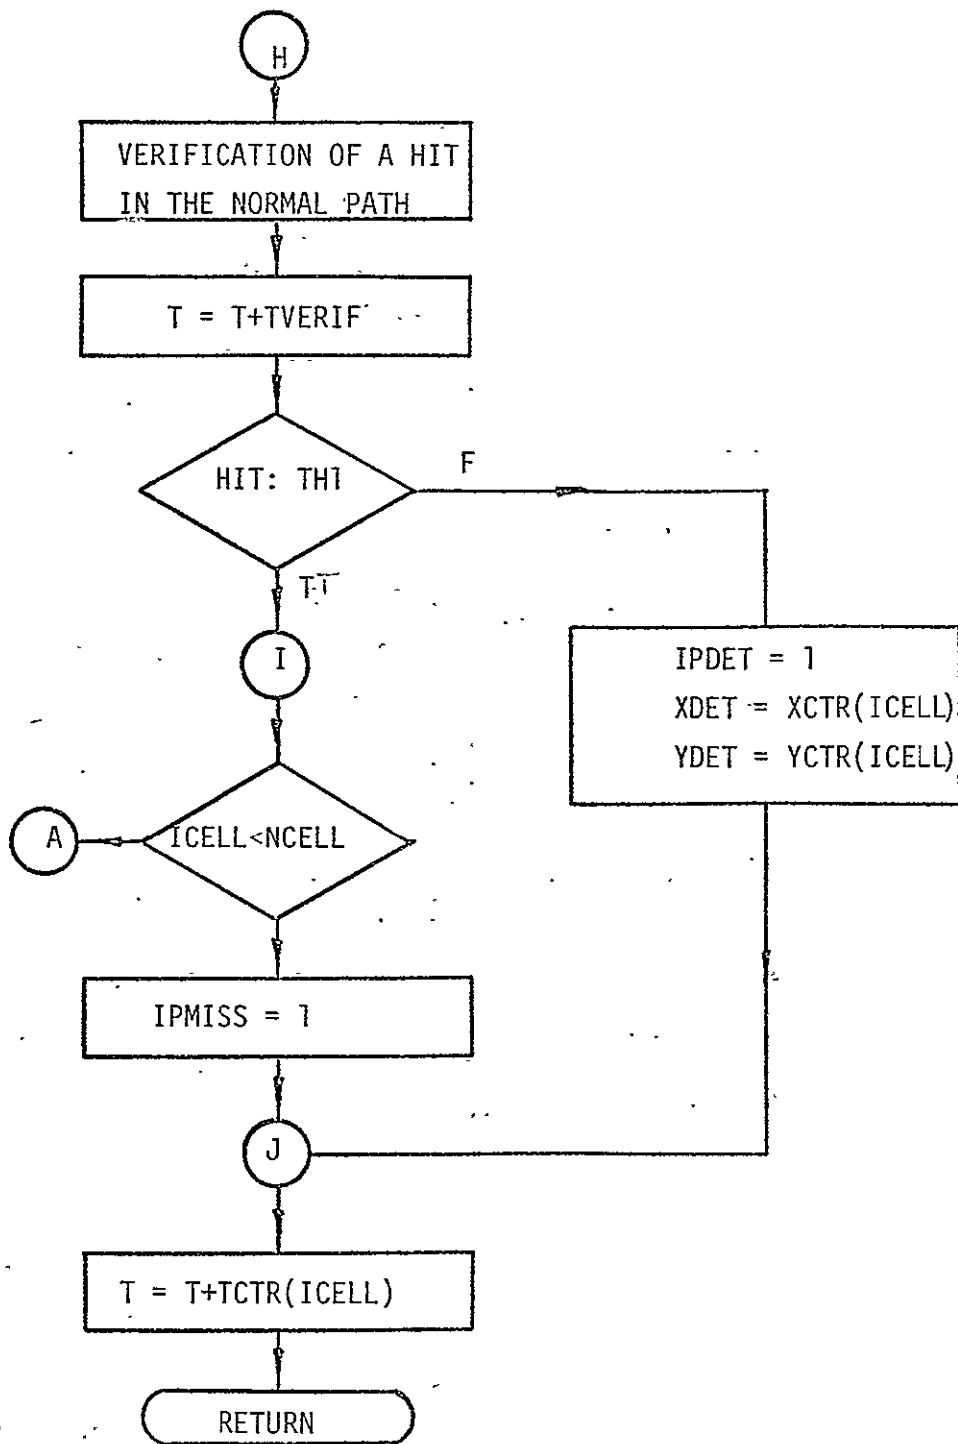 H
VERIFICATION OF A HIT
IN THE NORMAL PATH
T = T+TVERIF
HIT: TH1
F
T
I
IPDET = 1
XDET = XCTR(ICELL)
YDET = YCTR(ICELL)
A
ICELL<NCELL
IPMISS = 1
J
T = T+TCTR(ICELL)
RETURN